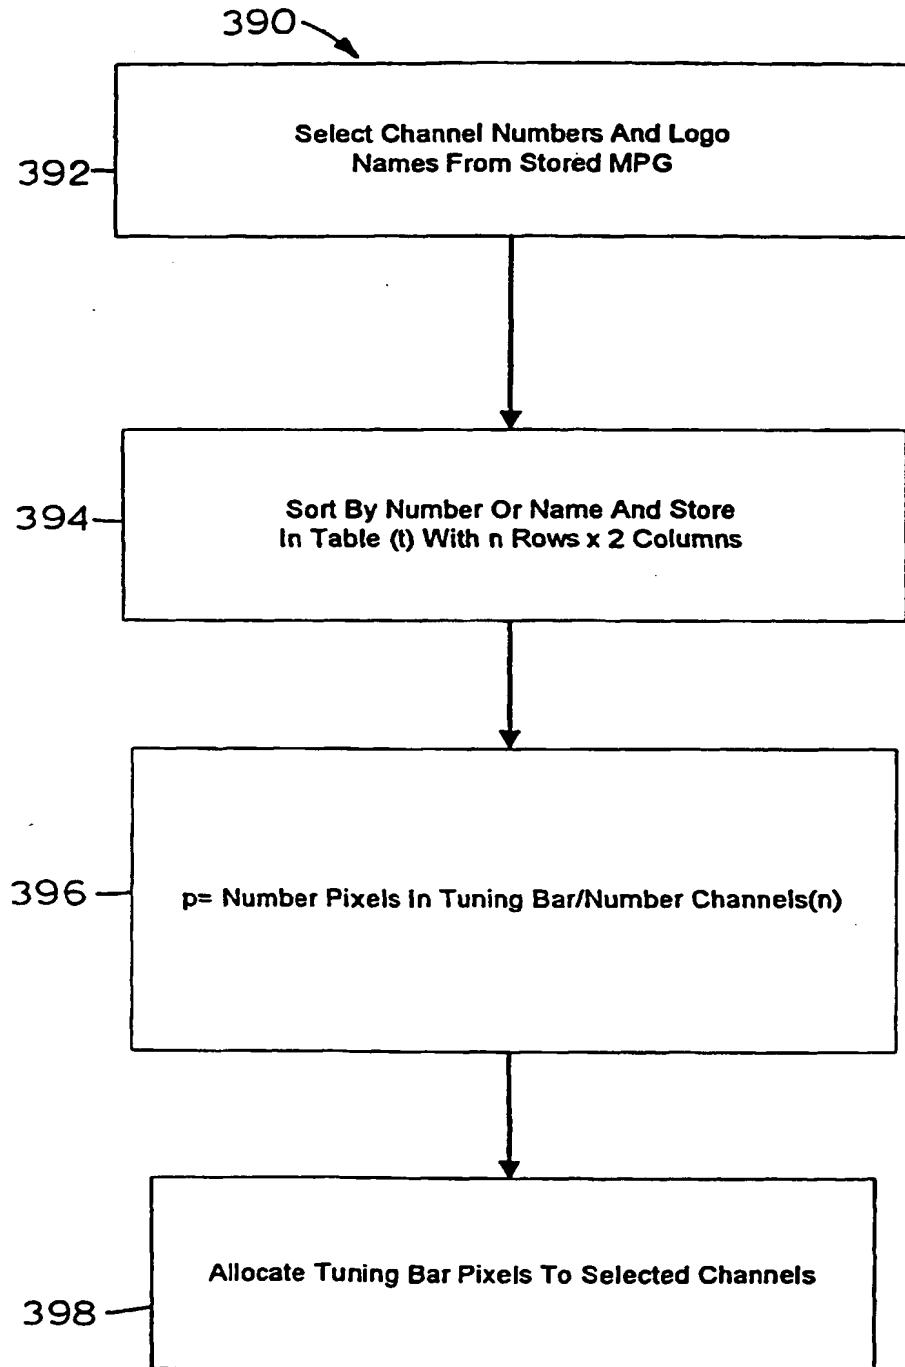 390
392
Select Channel Numbers And Logo
Names From Stored MPG
394
Sort By Number Or Name And Store
In Table (t) With n Rows x 2 Columns
396
p= Number Pixels In Tuning Bar/Number Channels(n)
398
Allocate Tuning Bar Pixels To Selected Channels